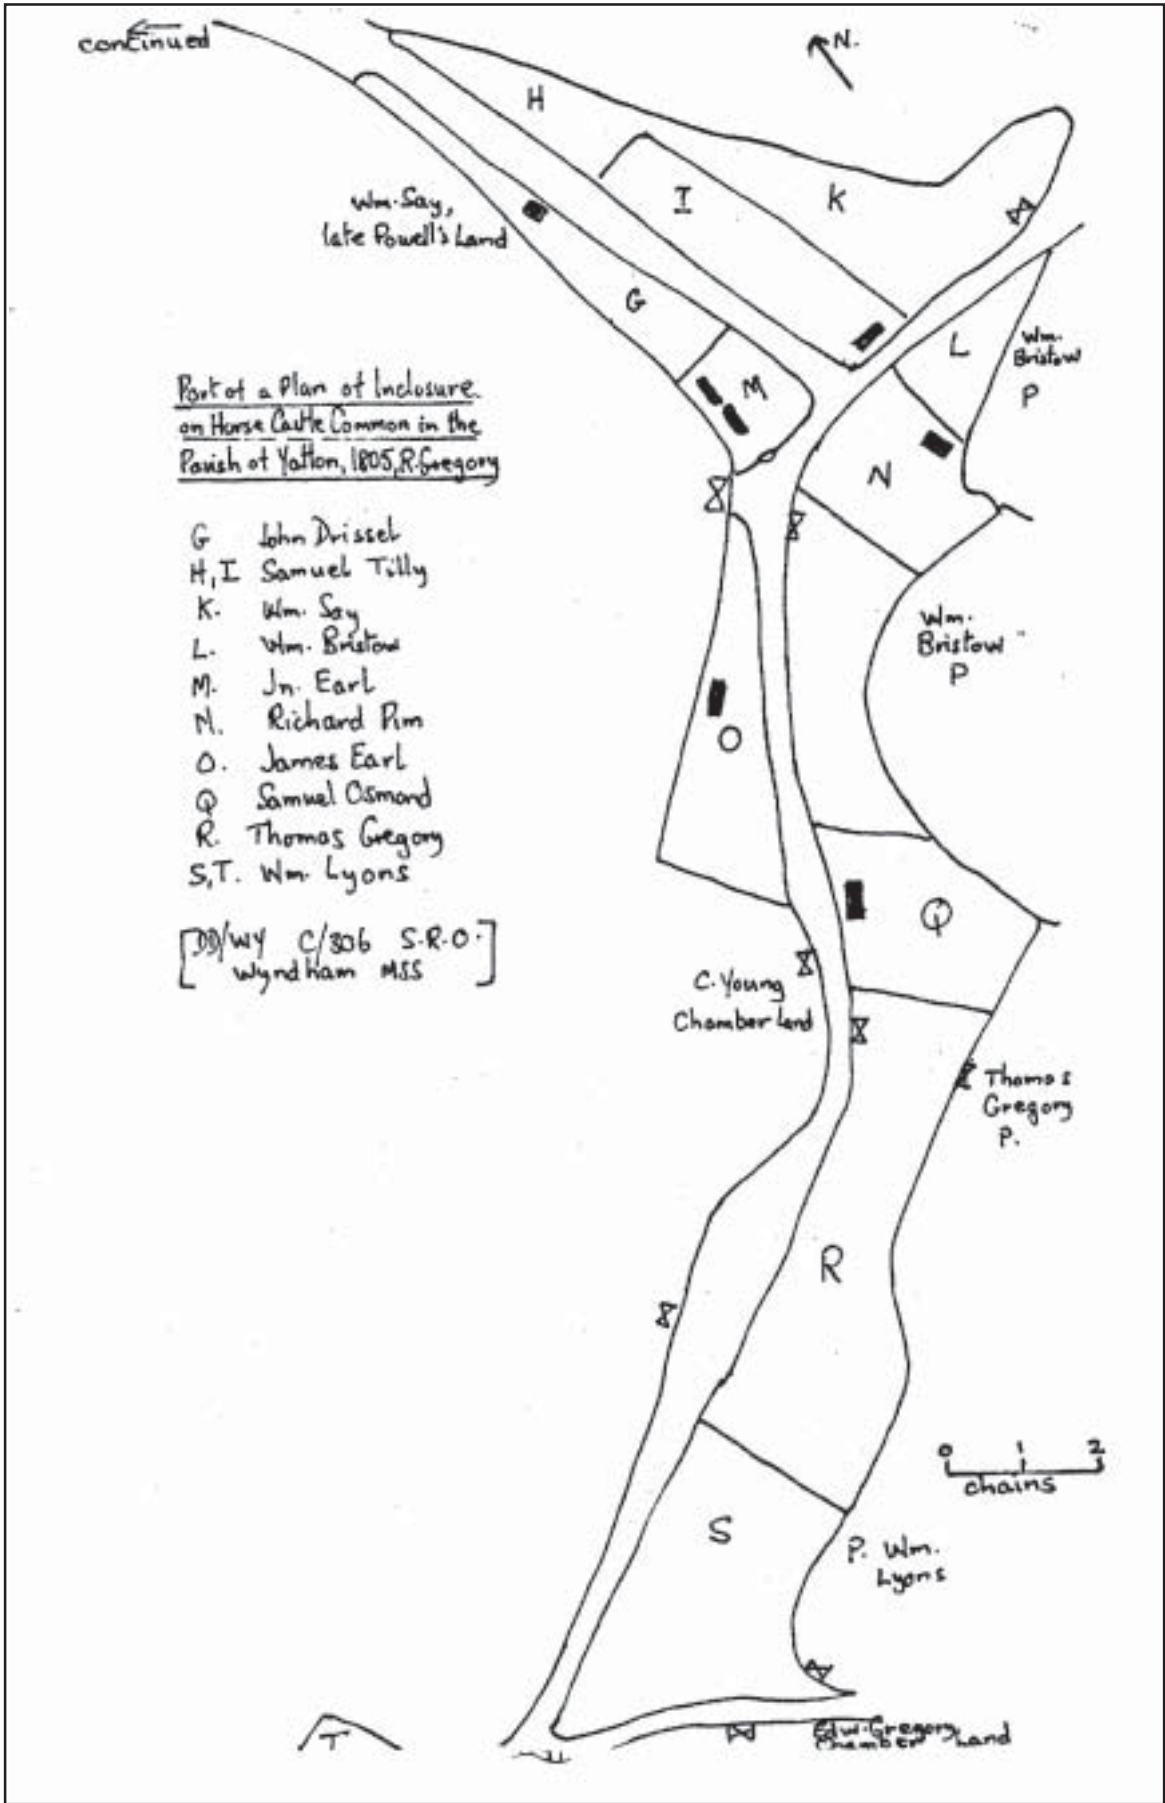 continued
N.
H
I
K
Wm. Say,
late Powell's Land
G
L
Wm.
Bristow
P
M
N
Part of a Plan of Inclosure
on Horse Castle Common in the
Parish of Yatton, 1805, R. Gregory
G John Drissel
H, I Samuel Tilly
K. Wm. Say
L. Wm. Bristow
M. Jn. Earl
N. Richard Pim
O. James Earl
Q Samuel Osmond
R. Thomas Gregory
S, T. Wm. Lyons
[DD/WY C/306 S.R.O.
Wyndham MSS]
Wm.
Bristow
P
O
Q
C. Young
Chamber Land
Thomas
Gregory
P.
R
0 1 2
chains
S
P. Wm.
Lyons
T
Edw. Gregory
Chamber Land